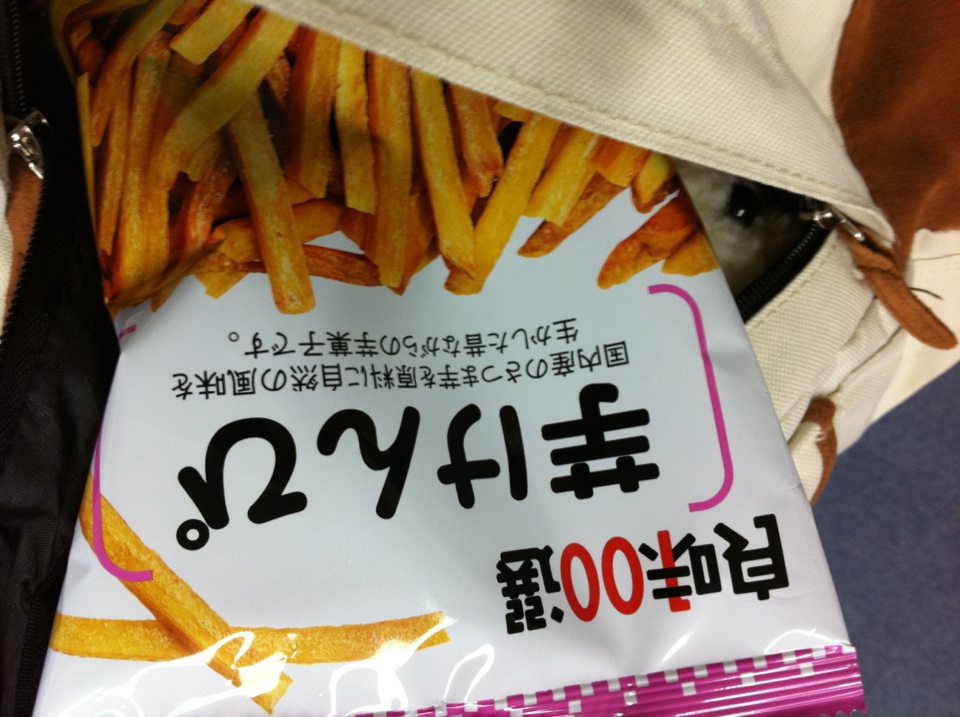 良味100選
芋けんぴ
国内産のさつま芋を原料に自然の風味を
生かした昔ながらの芋菓子です。